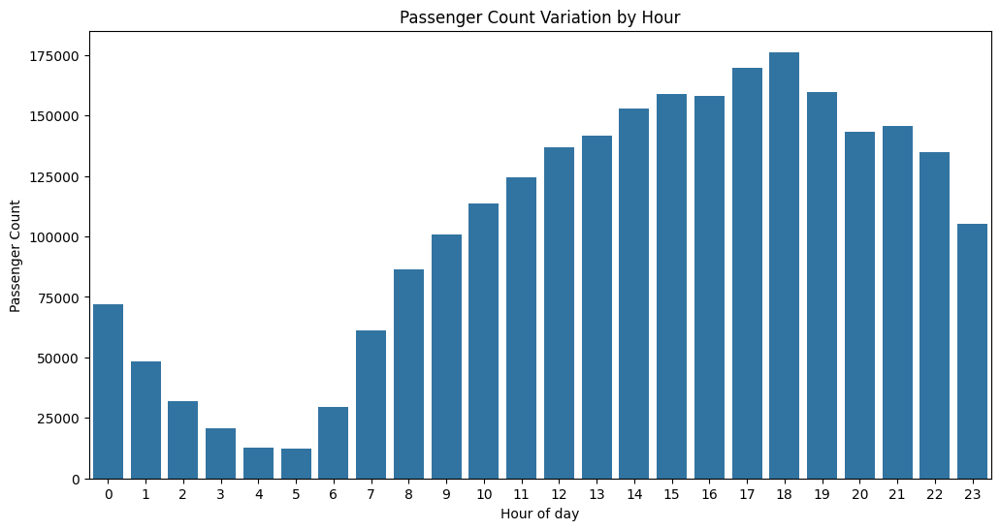 Passenger Count Variation by Hour
Passenger Count
175000
150000
125000
100000
75000
50000
25000
0
0 1 2 3 4 5 6 7 8 9 10 11 12 13 14 15 16 17 18 19 20 21 22 23
Hour of day